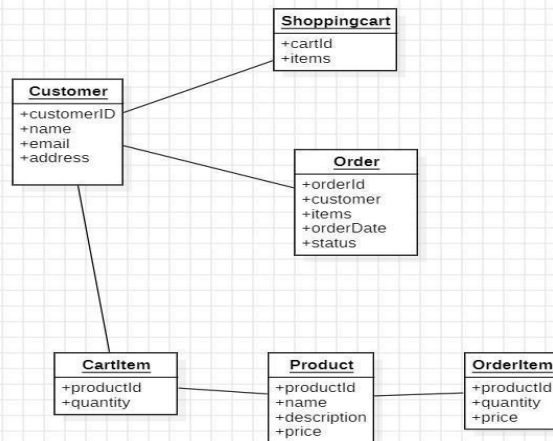 Shoppingcart
+cartId
+items
Customer
+customerID
+name
+email
+address
Order
+orderId
+customer
+items
+orderDate
+status
CartItem
+productId
+quantity
Product
+productId
+name
+description
+price
OrderItem
+productId
+quantity
+price